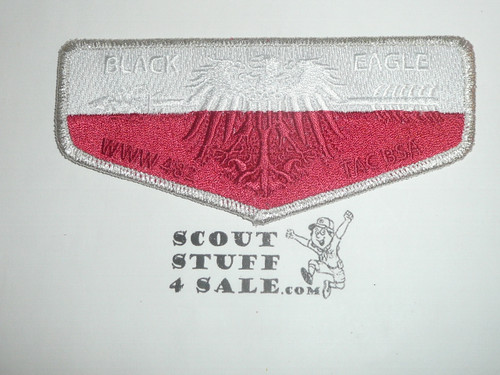 BLACK EAGLE
WWW 482 TAC BSA
SCOUT
STUFF
4 SALE.com